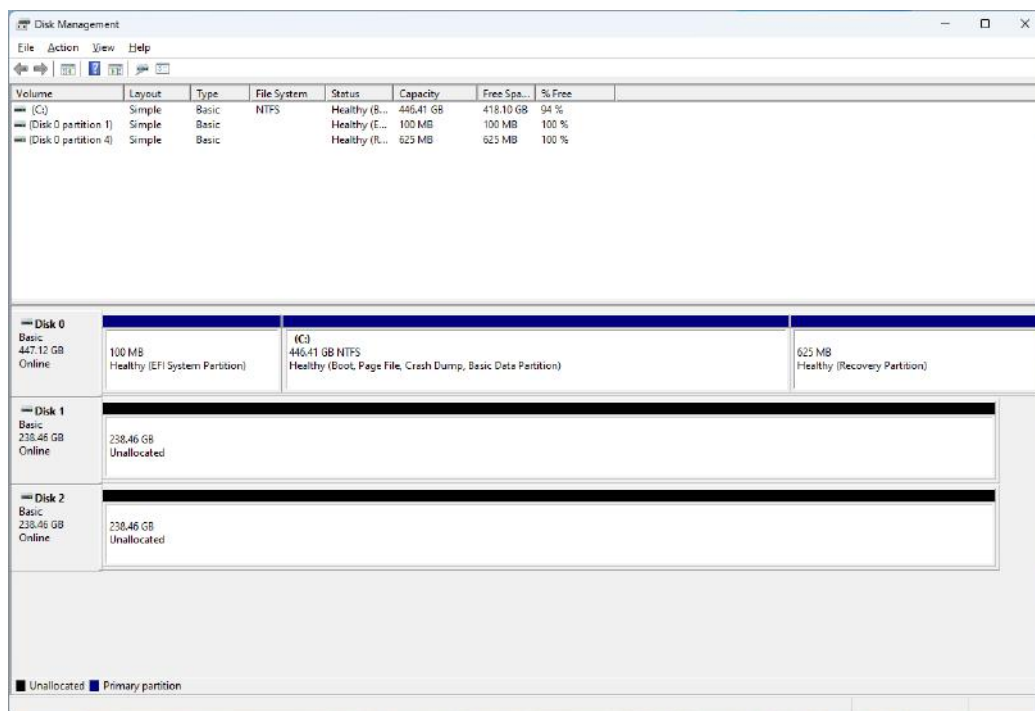 Disk Management
File Action View Help
Volume Layout Type File System Status Capacity Free Spa... % Free
(C:) Simple Basic NTFS Healthy (B... 446.41 GB 418.10 GB 94 %
(Disk 0 partition 1) Simple Basic Healthy (E... 100 MB 100 MB 100 %
(Disk 0 partition 4) Simple Basic Healthy (R... 625 MB 625 MB 100 %
Disk 0
Basic
447.12 GB
Online
100 MB
Healthy (EFI System Partition)
(C:)
446.41 GB NTFS
Healthy (Boot, Page File, Crash Dump, Basic Data Partition)
625 MB
Healthy (Recovery Partition)
Disk 1
Basic
238.46 GB
Online
238.46 GB
Unallocated
Disk 2
Basic
238.46 GB
Online
238.46 GB
Unallocated
Unallocated Primary partition